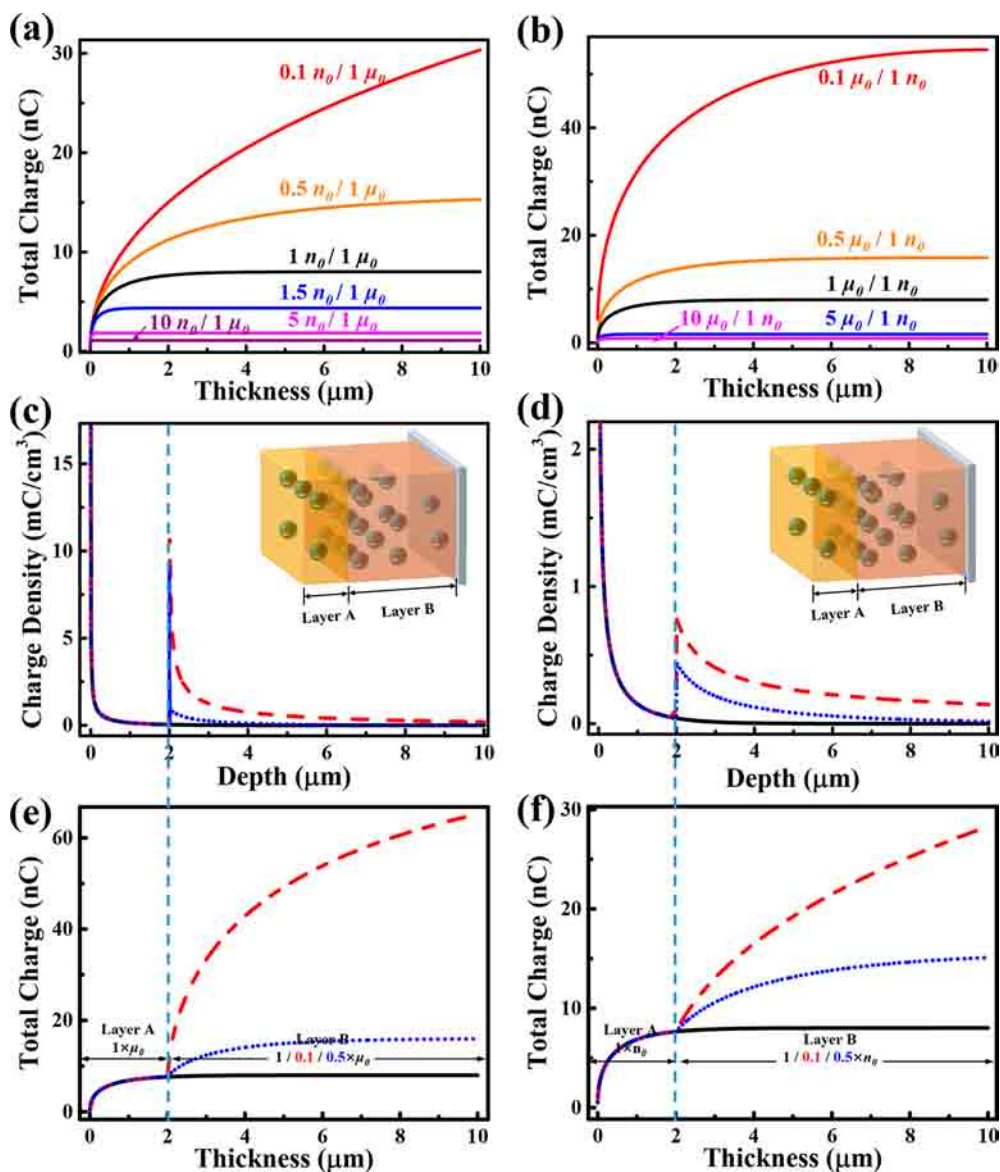 (a)
Total Charge (nC)
30
20
10
0
0.1 n₀ / 1 μ₀
0.5 n₀ / 1 μ₀
1 n₀ / 1 μ₀
1.5 n₀ / 1 μ₀
10 n₀ / 1 μ₀
5 n₀ / 1 μ₀
0 2 4 6 8 10
Thickness (μm)
(b)
Total Charge (nC)
40
20
0
0.1 μ₀ / 1 n₀
0.5 μ₀ / 1 n₀
1 μ₀ / 1 n₀
10 μ₀ / 1 n₀
5 μ₀ / 1 n₀
0 2 4 6 8 10
Thickness (μm)
(c)
Charge Density (mC/cm³)
15
10
5
0
Layer A
Layer B
0 2 4 6 8 10
Depth (μm)
(d)
Charge Density (mC/cm³)
2
1
0
Layer A
Layer B
0 2 4 6 8 10
Depth (μm)
(e)
Total Charge (nC)
60
40
20
0
Layer A
1×μ₀
Layer B
1 / 0.1 / 0.5×μ₀
0 2 4 6 8 10
Thickness (μm)
(f)
Total Charge (nC)
30
20
10
0
Layer A
1×n₀
Layer B
1 / 0.1 / 0.5×n₀
0 2 4 6 8 10
Thickness (μm)